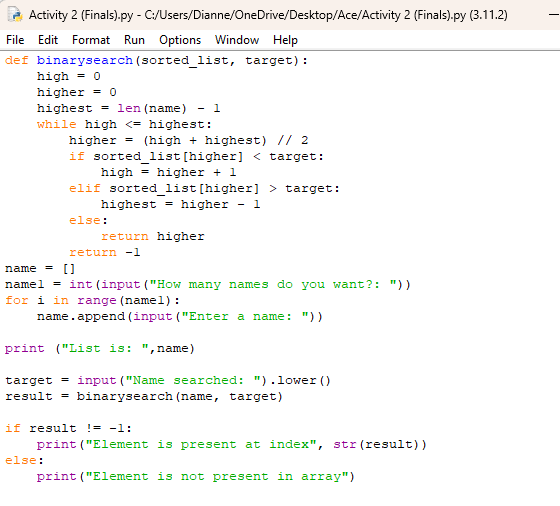 Activity 2 (Finals).py - C:/Users/Dianne/OneDrive/Desktop/Ace/Activity 2 (Finals).py (3.11.2)
File Edit Format Run Options Window Help
def binarysearch(sorted_list, target):
    high = 0
    higher = 0
    highest = len(name) - 1
    while high <= highest:
        higher = (high + highest) // 2
        if sorted_list[higher] < target:
            high = higher + 1
        elif sorted_list[higher] > target:
            highest = higher - 1
        else:
            return higher
        return -1
name = []
name1 = int(input("How many names do you want?: "))
for i in range(name1):
    name.append(input("Enter a name: "))

print ("List is: ",name)

target = input("Name searched: ").lower()
result = binarysearch(name, target)

if result != -1:
    print("Element is present at index", str(result))
else:
    print("Element is not present in array")